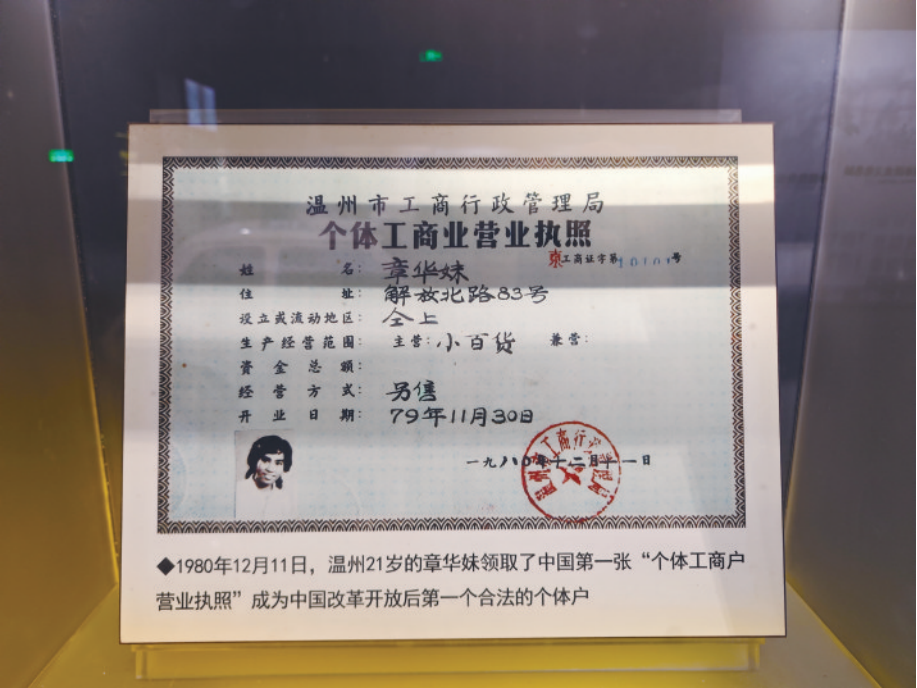 温州市工商行政管理局
个体工商业营业执照
东工商证字第10101号
姓名：章华妹
住址：解放北路83号
设立或流动地区：仝上
生产经营范围：主营：小百货 兼营：
资金总额：
经营方式：另售
开业日期：79年11月30日
一九八〇年十二月十一日
◆1980年12月11日，温州21岁的章华妹领取了中国第一张“个体工商户
营业执照”成为中国改革开放后第一个合法的个体户